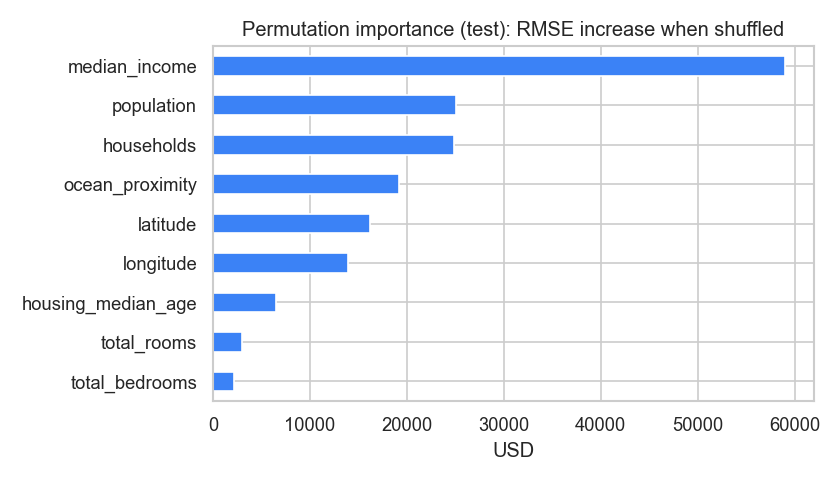 Permutation importance (test): RMSE increase when shuffled
median_income
population
households
ocean_proximity
latitude
longitude
housing_median_age
total_rooms
total_bedrooms
0 10000 20000 30000 40000 50000 60000
USD